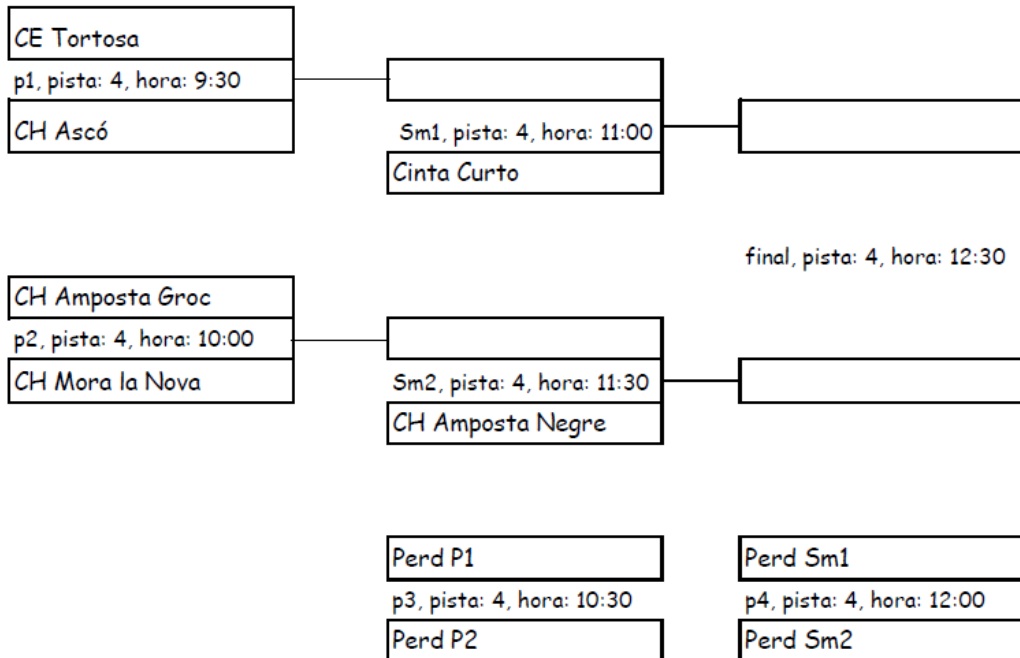 CE Tortosa
p1, pista: 4, hora: 9:30
CH Ascó
Sm1, pista: 4, hora: 11:00
Cinta Curto
final, pista: 4, hora: 12:30
CH Amposta Groc
p2, pista: 4, hora: 10:00
CH Mora la Nova
Sm2, pista: 4, hora: 11:30
CH Amposta Negre
Perd P1
p3, pista: 4, hora: 10:30
Perd P2
Perd Sm1
p4, pista: 4, hora: 12:00
Perd Sm2